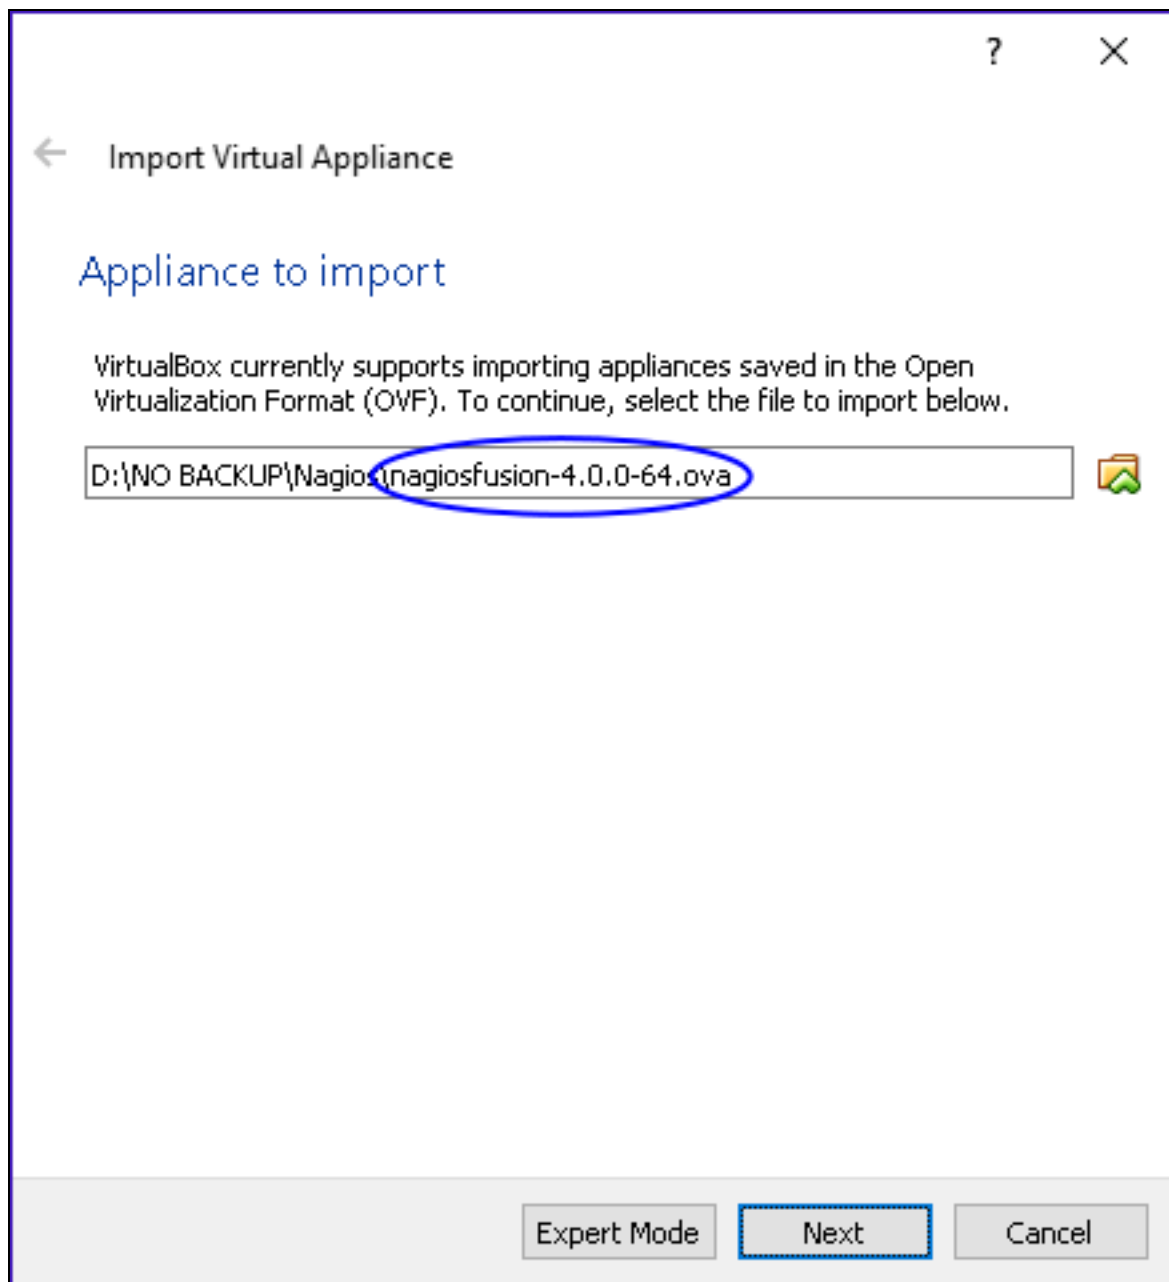 ?
Import Virtual Appliance
Appliance to import
VirtualBox currently supports importing appliances saved in the Open
Virtualization Format (OVF). To continue, select the file to import below.
D:\NO BACKUP\Nagios\nagiosfusion-4.0.0-64.ova
Expert Mode Next Cancel